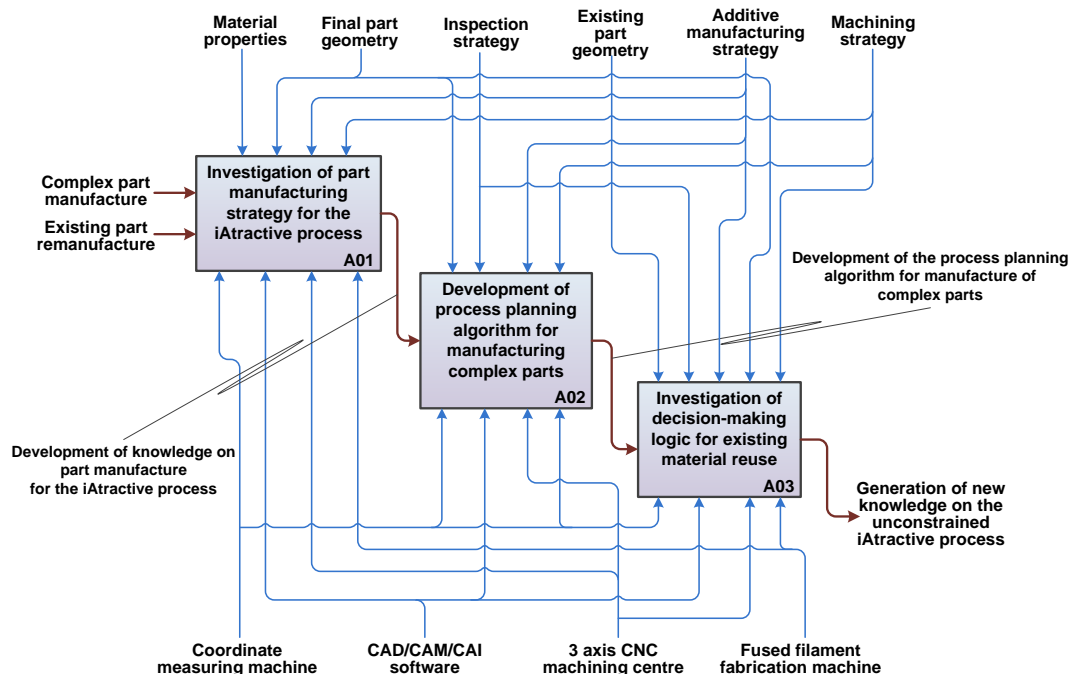 Material
properties
Final part
geometry
Inspection
strategy
Existing
part
geometry
Additive
manufacturing
strategy
Machining
strategy
Complex part
manufacture
Existing part
remanufacture
Investigation of part
manufacturing
strategy for the
iAtractive process
A01
Development of the process planning
algorithm for manufacture of
complex parts
Development of
process planning
algorithm for
manufacturing
complex parts
A02
Investigation of
decision-making
logic for existing
material reuse
A03
Development of knowledge on
part manufacture
for the iAtractive process
Generation of new
knowledge on the
unconstrained
iAtractive process
Coordinate
measuring machine
CAD/CAM/CAI
software
3 axis CNC
machining centre
Fused filament
fabrication machine